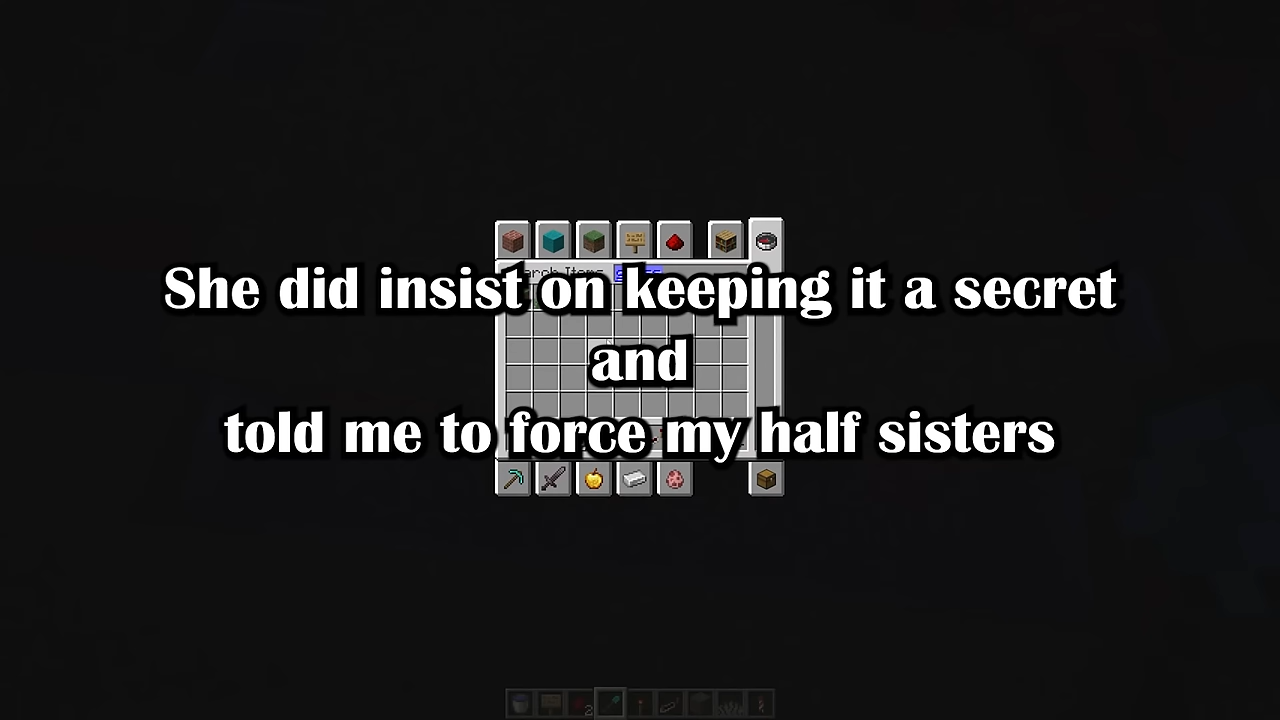 She did insist on keeping it a secret
and
told me to force my half sisters